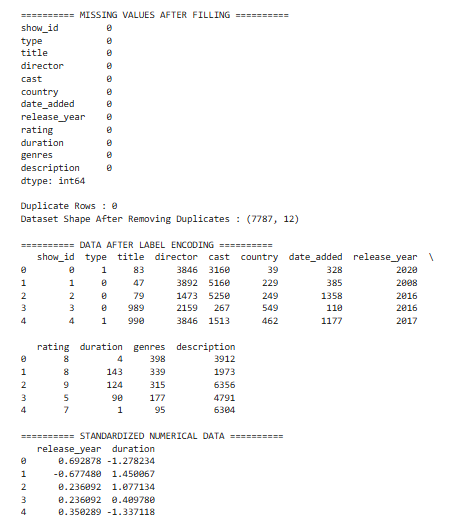 ========== MISSING VALUES AFTER FILLING ==========
show_id 0
type 0
title 0
director 0
cast 0
country 0
date_added 0
release_year 0
rating 0
duration 0
genres 0
description 0
dtype: int64
Duplicate Rows : 0
Dataset Shape After Removing Duplicates : (7787, 12)
========== DATA AFTER LABEL ENCODING ==========
show_id type title director cast country date_added release_year \
0 0 1 83 3846 3160 39 328 2020
1 1 0 47 3892 5160 229 385 2008
2 2 0 79 1473 5250 249 1358 2016
3 3 0 989 2159 267 549 110 2016
4 4 1 990 3846 1513 462 1177 2017
rating duration genres description
0 8 4 398 3912
1 8 143 339 1973
2 9 124 315 6356
3 5 90 177 4791
4 7 1 95 6304
========== STANDARDIZED NUMERICAL DATA ==========
release_year duration
0 0.692878 -1.278234
1 -0.677480 1.450067
2 0.236092 1.077134
3 0.236092 0.409780
4 0.350289 -1.337118